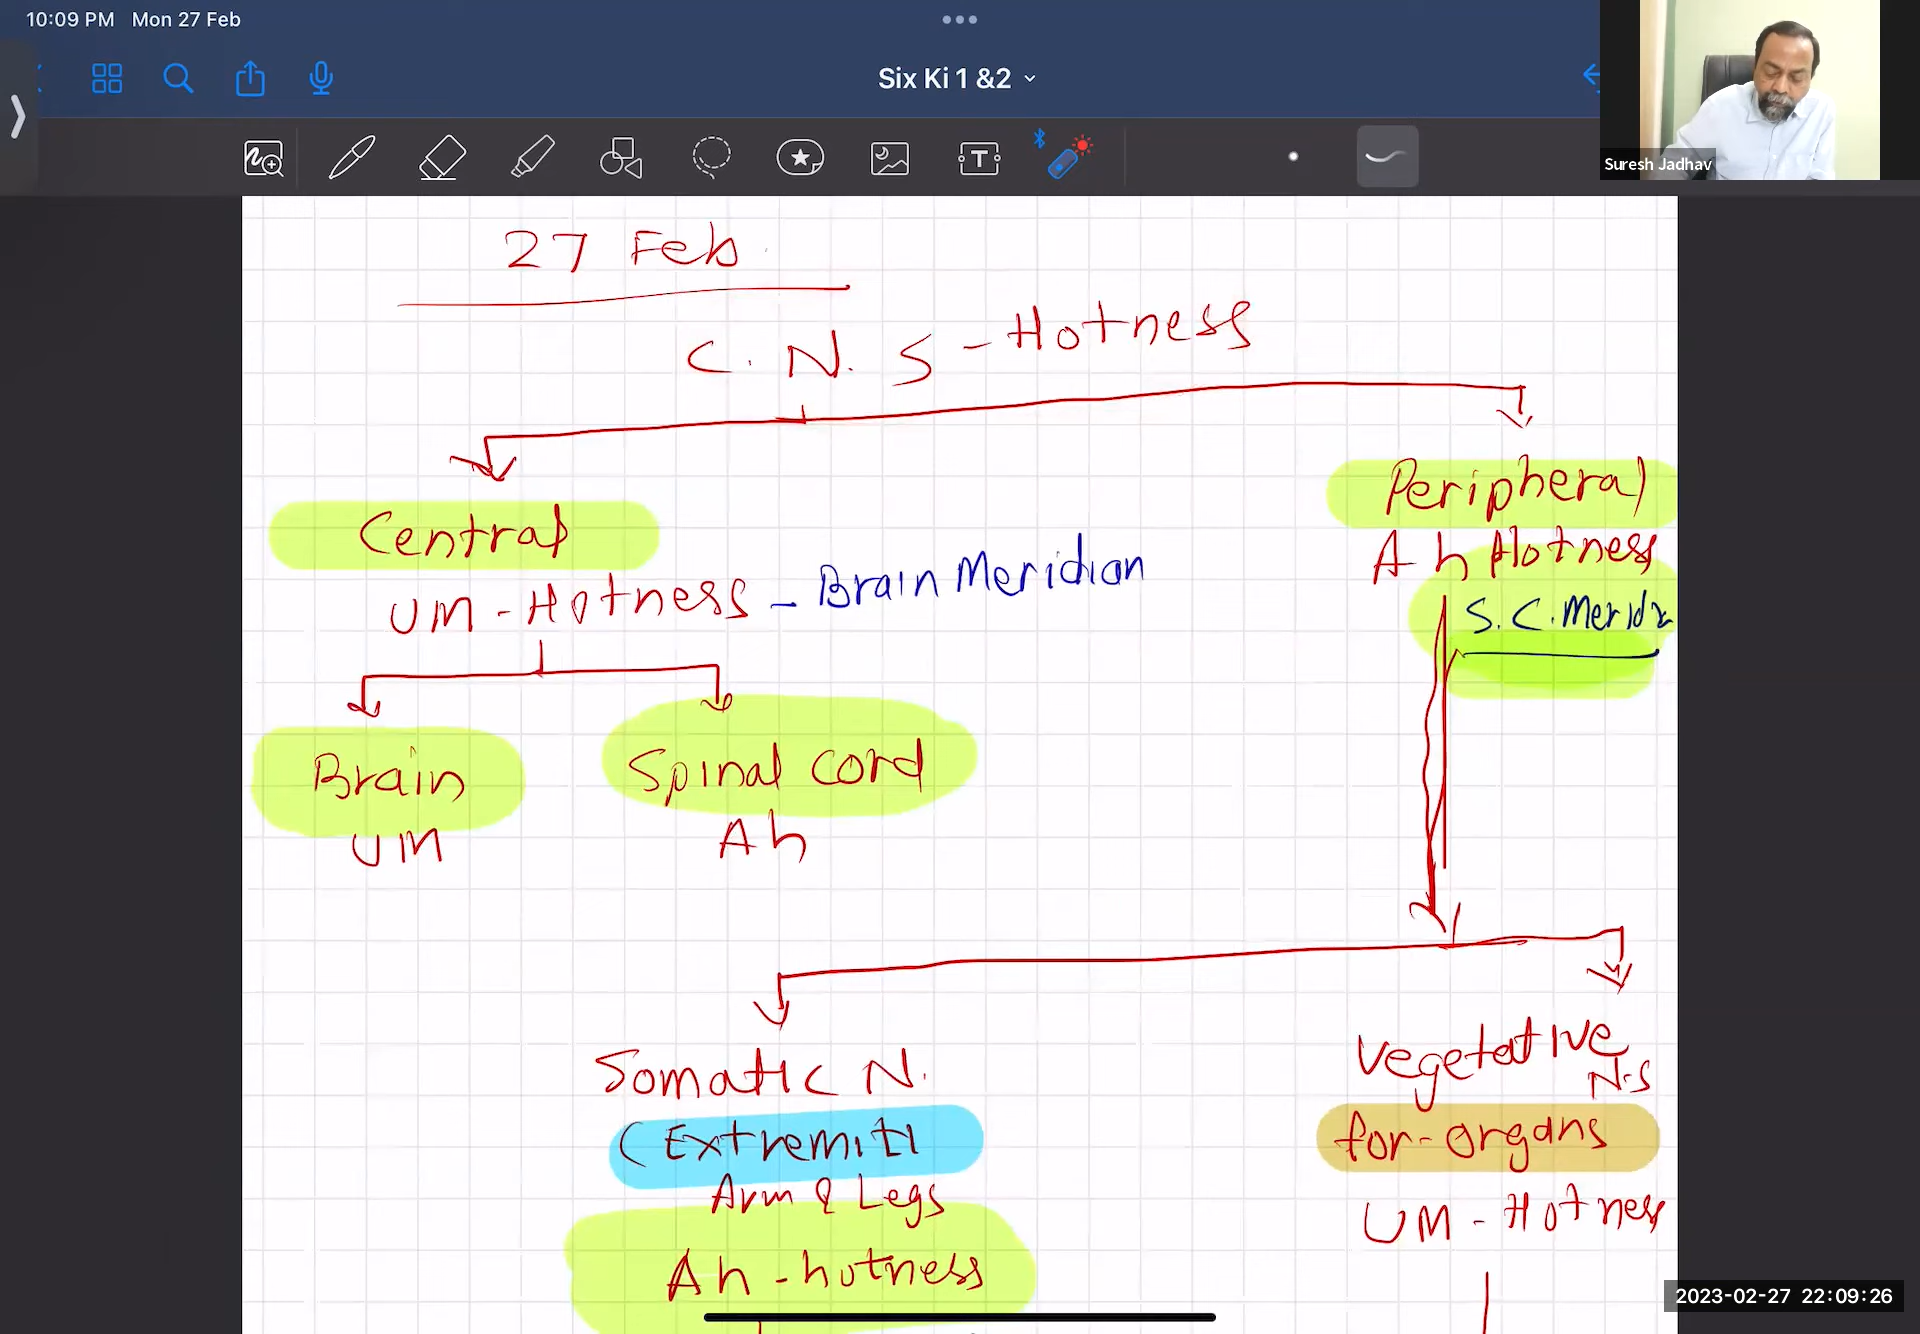 10:09 PM Mon 27 Feb
Six Ki 1 &2
T
Suresh Jadhav
27 Feb
C. N. S - Hotness
Central
Peripheral
UM - Hotness - Brain Meridian
Ah Hotness
S. C. Merid
Brain
Spinal cord
UM
Ah
Somatic N.
Vegetative
N.S
(Extremiti
for-organs
Arm & Legs
UM - Hotness
Ah - hotness
2023-02-27 22:09:26